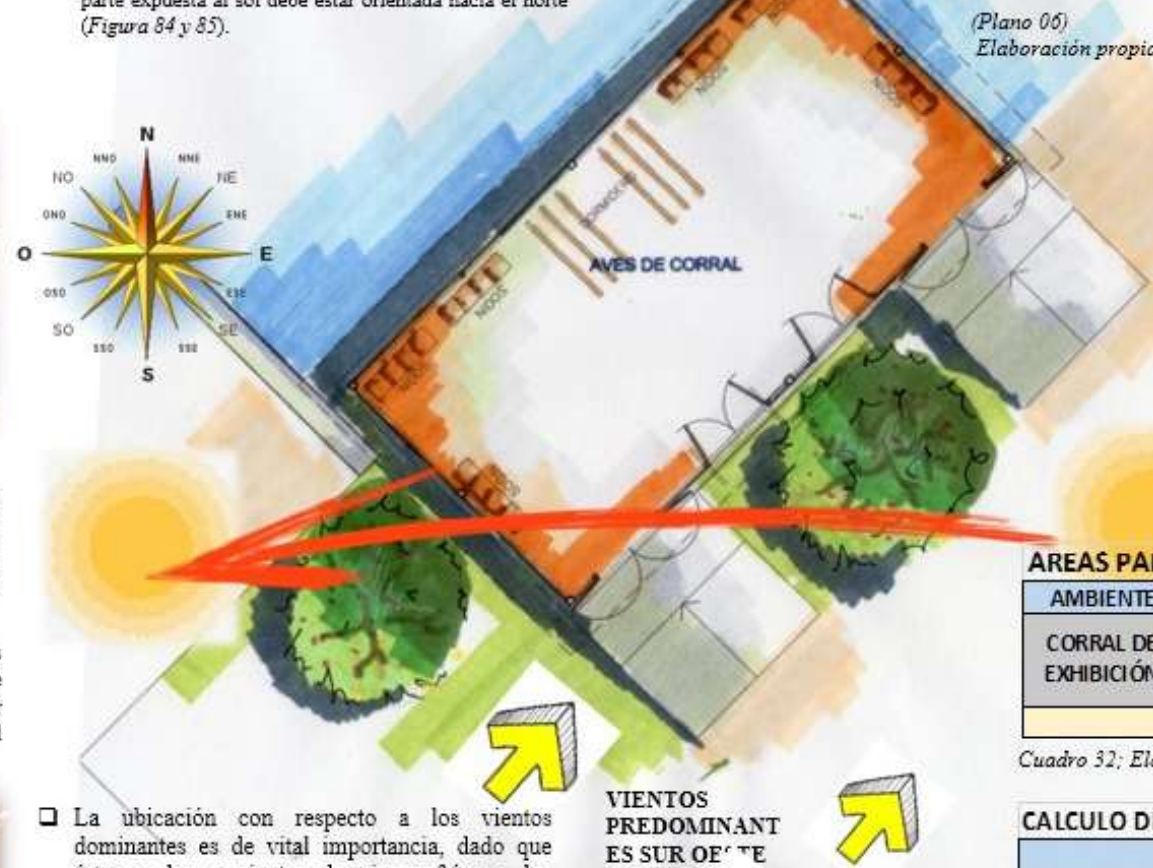 parte expuesta al sol debe estar orientada hacia el norte
(Figura 84 y 85).
(Plano 06)
Elaboración propia
N
NNO
NNE
NO
NE
ONO
ENE
O
E
OSO
ESE
SO
SE
SSO
SSE
S
NIDOS
NIDOS
AVES DE CORRAL
NIDOS
AREAS PA
AMBIENTE
CORRAL DE
EXHIBICIÓN
Cuadro 32; Ela
CALCULO D
❑ La ubicación con respecto a los vientos
dominantes es de vital importancia, dado que
VIENTOS
PREDOMINANT
ES SUR OESTE